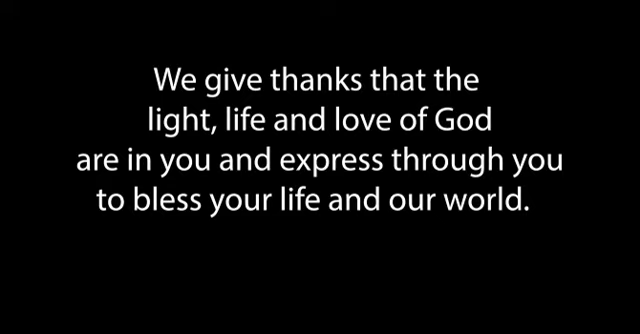 We give thanks that the
light, life and love of God
are in you and express through you
to bless your life and our world.